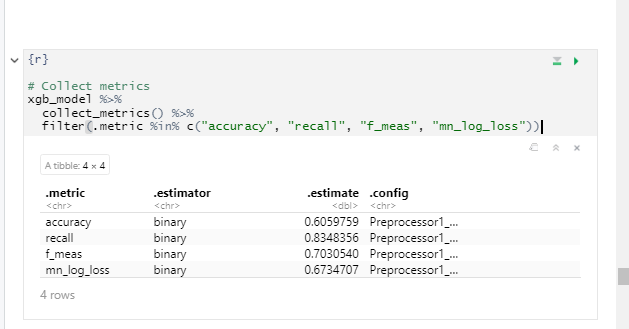 {r}
# Collect metrics
xgb_model %>%
  collect_metrics() %>%
  filter(.metric %in% c("accuracy", "recall", "f_meas", "mn_log_loss"))
A tibble: 4 × 4
.metric .estimator .estimate .config
<chr> <chr> <dbl> <chr>
accuracy binary 0.6059759 Preprocessor1_...
recall binary 0.8348356 Preprocessor1_...
f_meas binary 0.7030540 Preprocessor1_...
mn_log_loss binary 0.6734707 Preprocessor1_...
4 rows